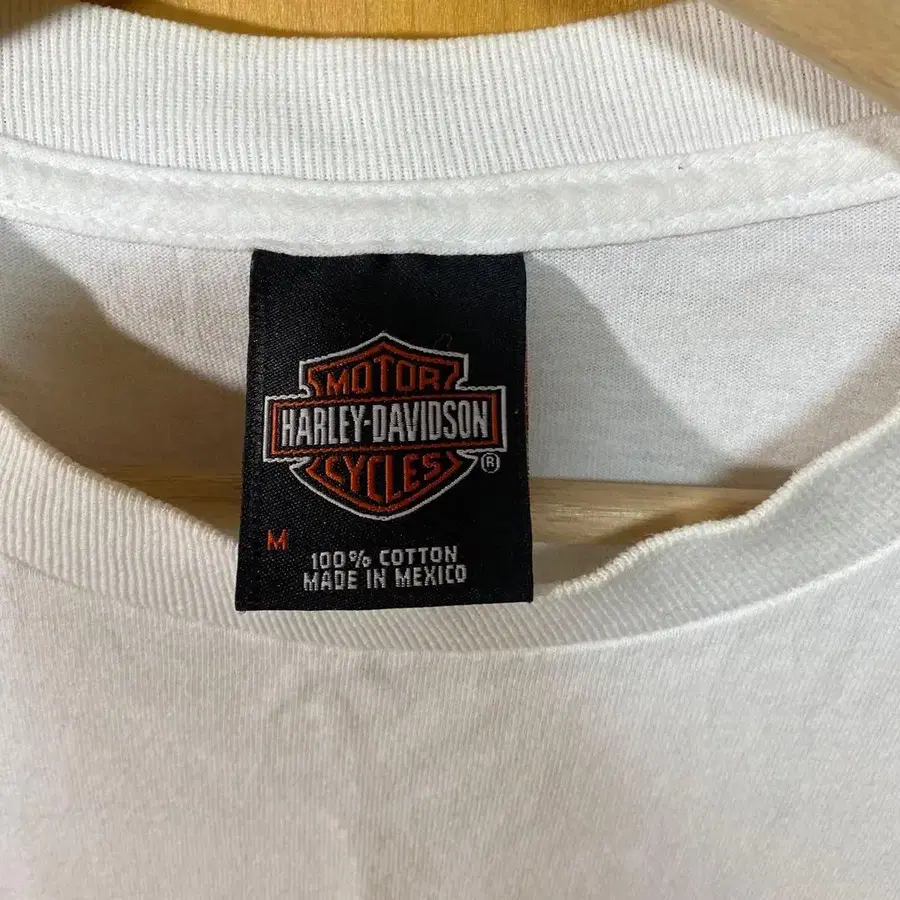 MOTOR
HARLEY-DAVIDSON
CYCLES
®
M
100% COTTON
MADE IN MEXICO